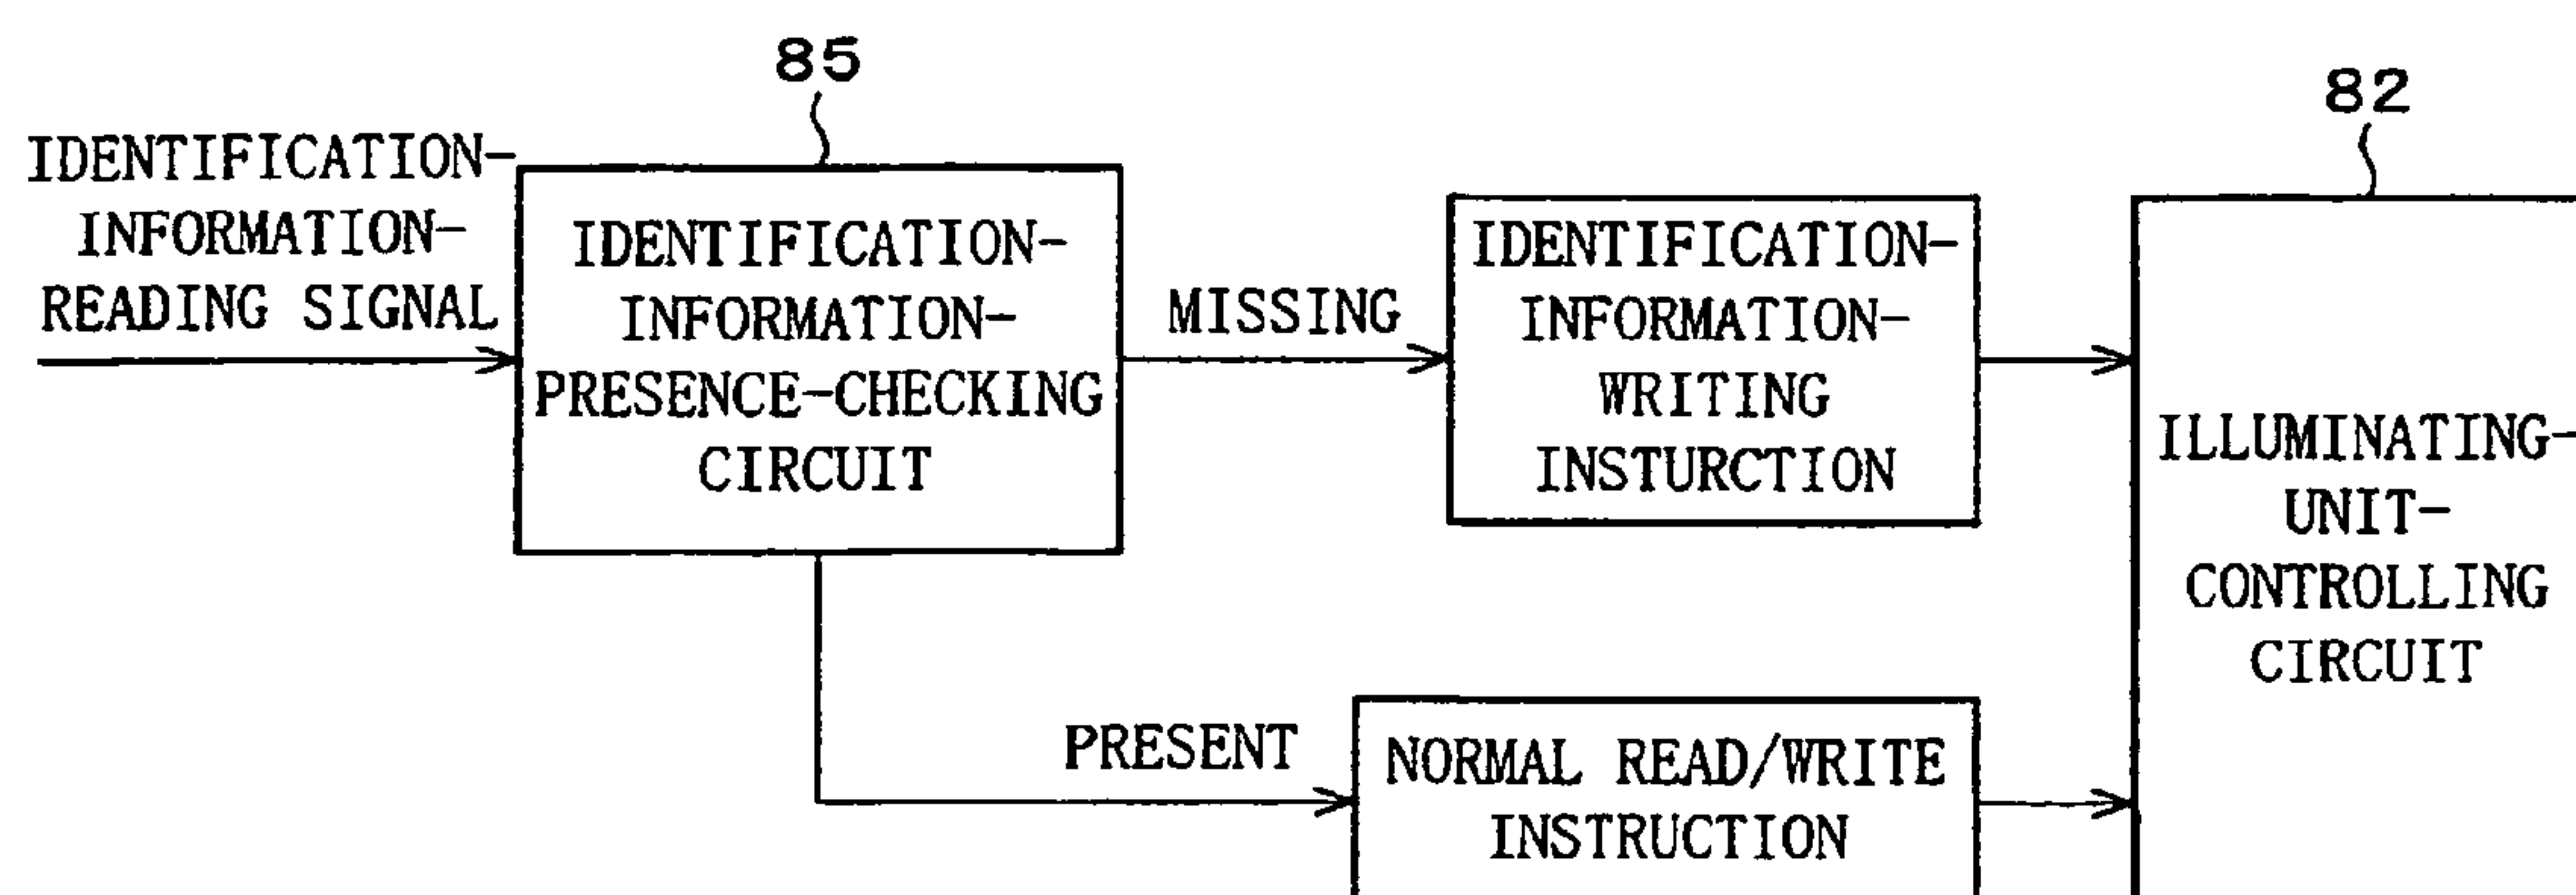 85
82
IDENTIFICATION-
INFORMATION-
READING SIGNAL
IDENTIFICATION-
INFORMATION-
PRESENCE-CHECKING
CIRCUIT
MISSING
IDENTIFICATION-
INFORMATION-
WRITING
INSTURCTION
ILLUMINATING-
UNIT-
CONTROLLING
CIRCUIT
PRESENT
NORMAL READ/WRITE
INSTRUCTION